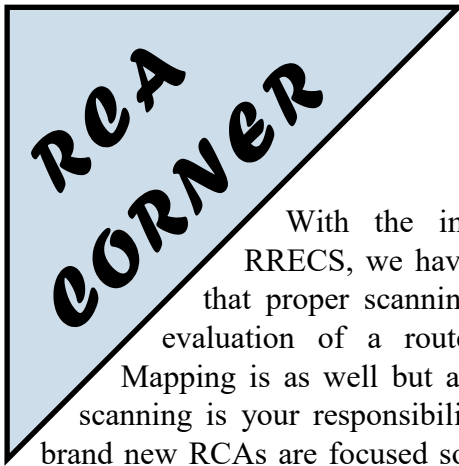 RCA
CORNER
With the in
RRECS, we hav
that proper scannin
evaluation of a rout
Mapping is as well but a
scanning is your responsibili
brand new RCAs are focused so